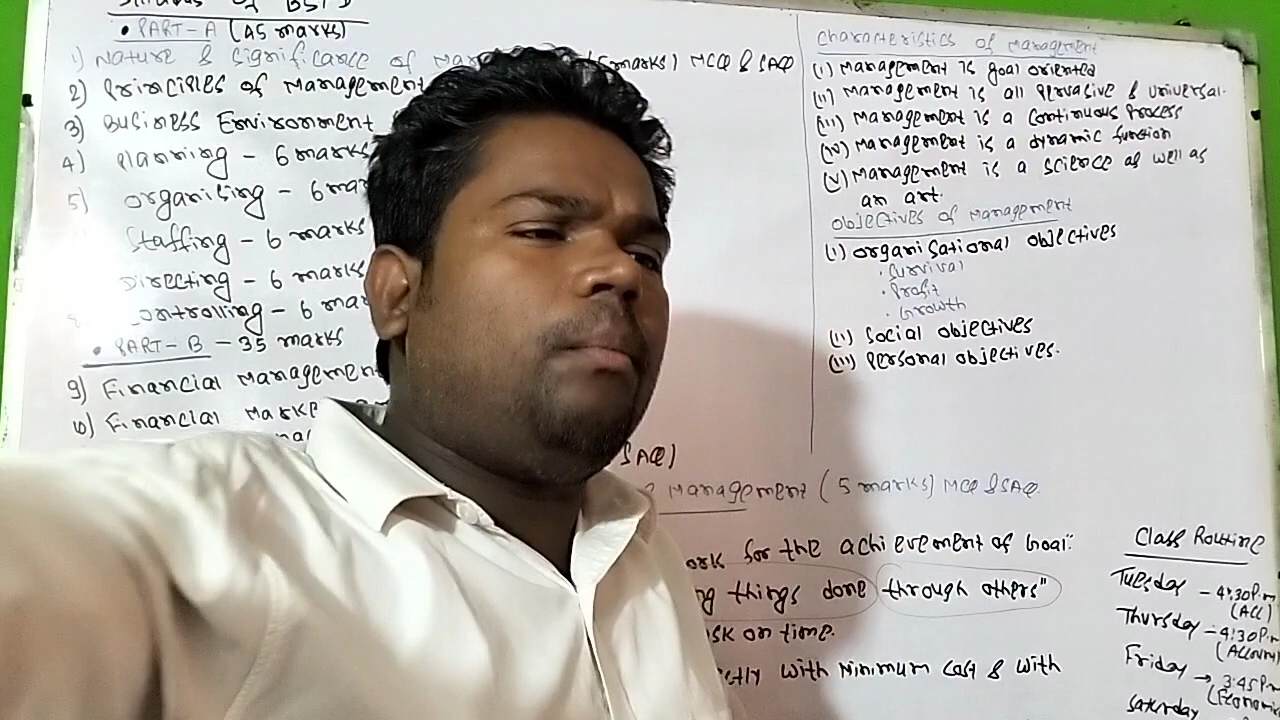 Syllabus of BSTD
• PART-A (45 marks)
1) Nature & Significance of
marks) MCQ & SAQ
2) Principles of Management
3) Business Environment
4) Planning - 6 marks
5) Organising - 6
Staffing - 6 marks
Directing - 6 marks
Controlling - 6
• PART-B - 35 marks
9) Financial Management
10) Financial
Characteristics of Management
(i) Management is goal oriented
(ii) Management is all pervasive & universal.
(iii) Management is a continuous process
(iv) Management is a dynamic function
(v) Management is a science as well as
an art.
Objectives of Management
(i) Organisational objectives
• Survival
• Profit
• Growth
(ii) Social objectives
(iii) Personal objectives.
SAQ)
Management (5 marks) MCQ & SAQ.
for the achievement of Goal".
things done through others"
on time.
with Minimum cost & with
Class Routine
Tuesday - 4:30 P.m
(ACC)
Thursday - 4:30 P.m
Friday → 3:45 P.m
Saturday